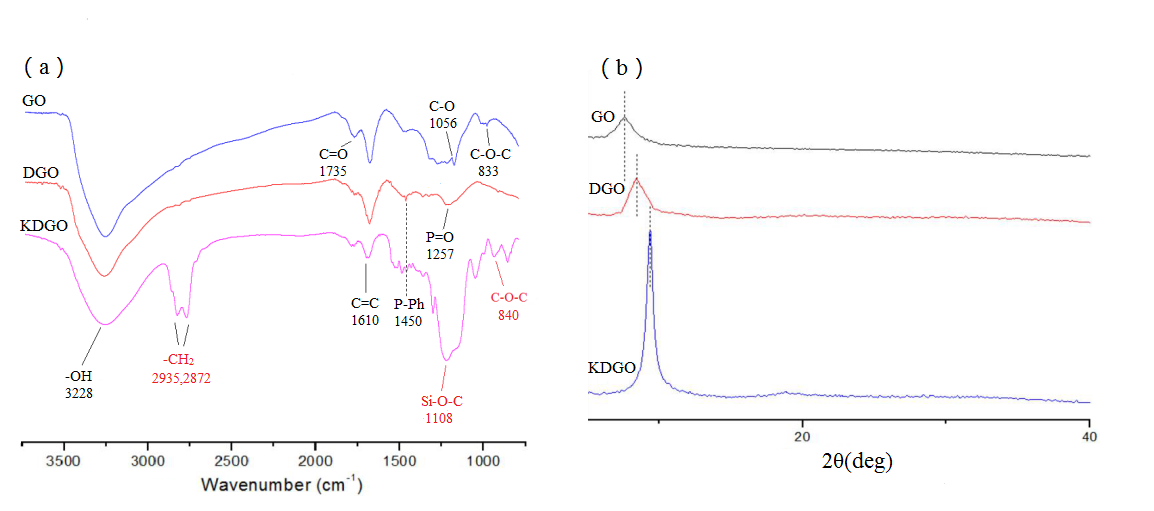 ( a )
GO
DGO
KDGO
C=O
1735
C-O
1056
C-O-C
833
P=O
1257
C=C
1610
P-Ph
1450
C-O-C
840
-OH
3228
-CH2
2935,2872
Si-O-C
1108
3500 3000 2500 2000 1500 1000
Wavenumber (cm⁻¹)
( b )
GO
DGO
KDGO
20 40
2θ(deg)